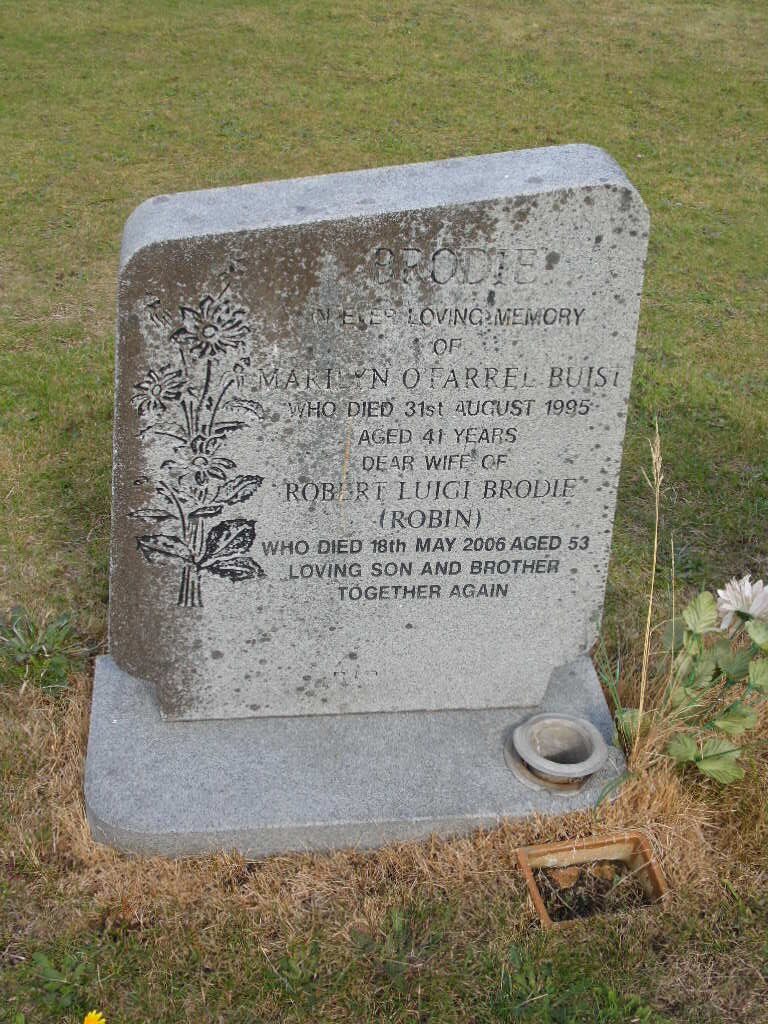 BRODIE
IN EVER LOVING MEMORY
OF
MARILYN O'FARREL BUIST
WHO DIED 31st AUGUST 1995
AGED 41 YEARS
DEAR WIFE OF
ROBERT LUIGI BRODIE
(ROBIN)
WHO DIED 18th MAY 2006 AGED 53
LOVING SON AND BROTHER
TOGETHER AGAIN